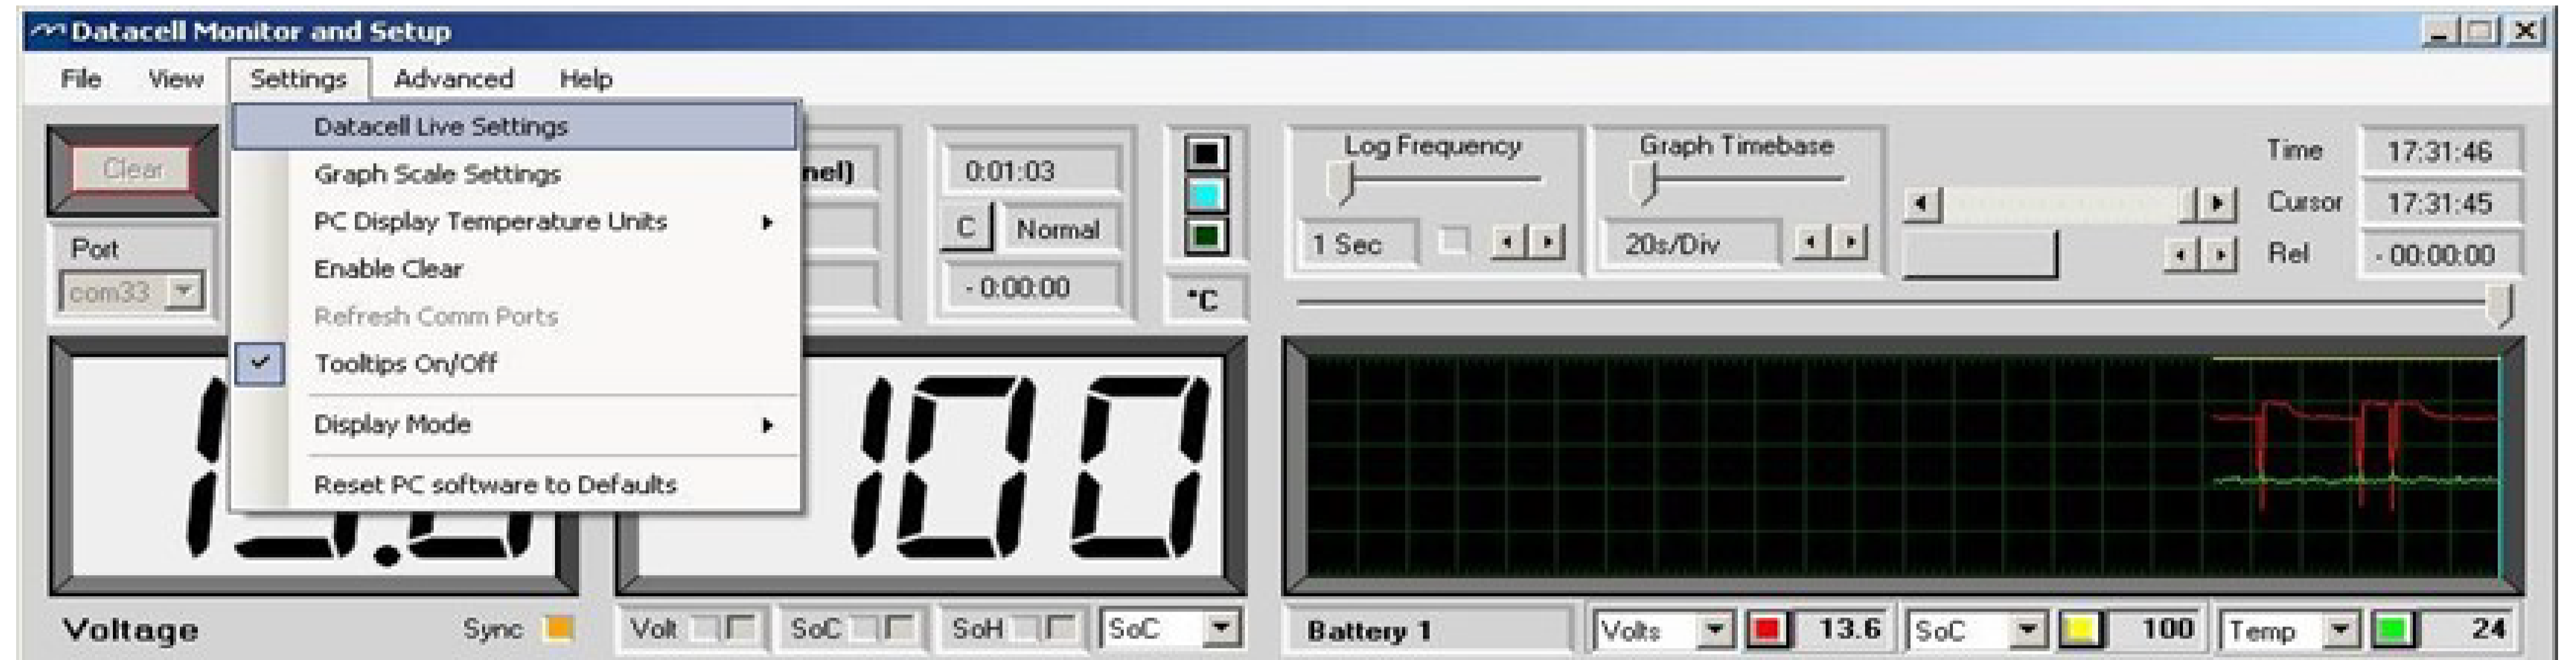 Datacell Monitor and Setup
File View Settings Advanced Help
Datacell Live Settings
Graph Scale Settings
PC Display Temperature Units
Enable Clear
Refresh Comm Ports
Tooltips On/Off
Display Mode
Reset PC software to Defaults
Clear
Port
com33
nel)
0:01:03
C Normal
- 0:00:00
°C
Log Frequency
1 Sec
Graph Timebase
20s/Div
Time 17:31:46
Cursor 17:31:45
Rel - 00:00:00
100
Voltage Sync
Volt SoC SoH SoC
Battery 1 Volts 13.6 SoC 100 Temp 24